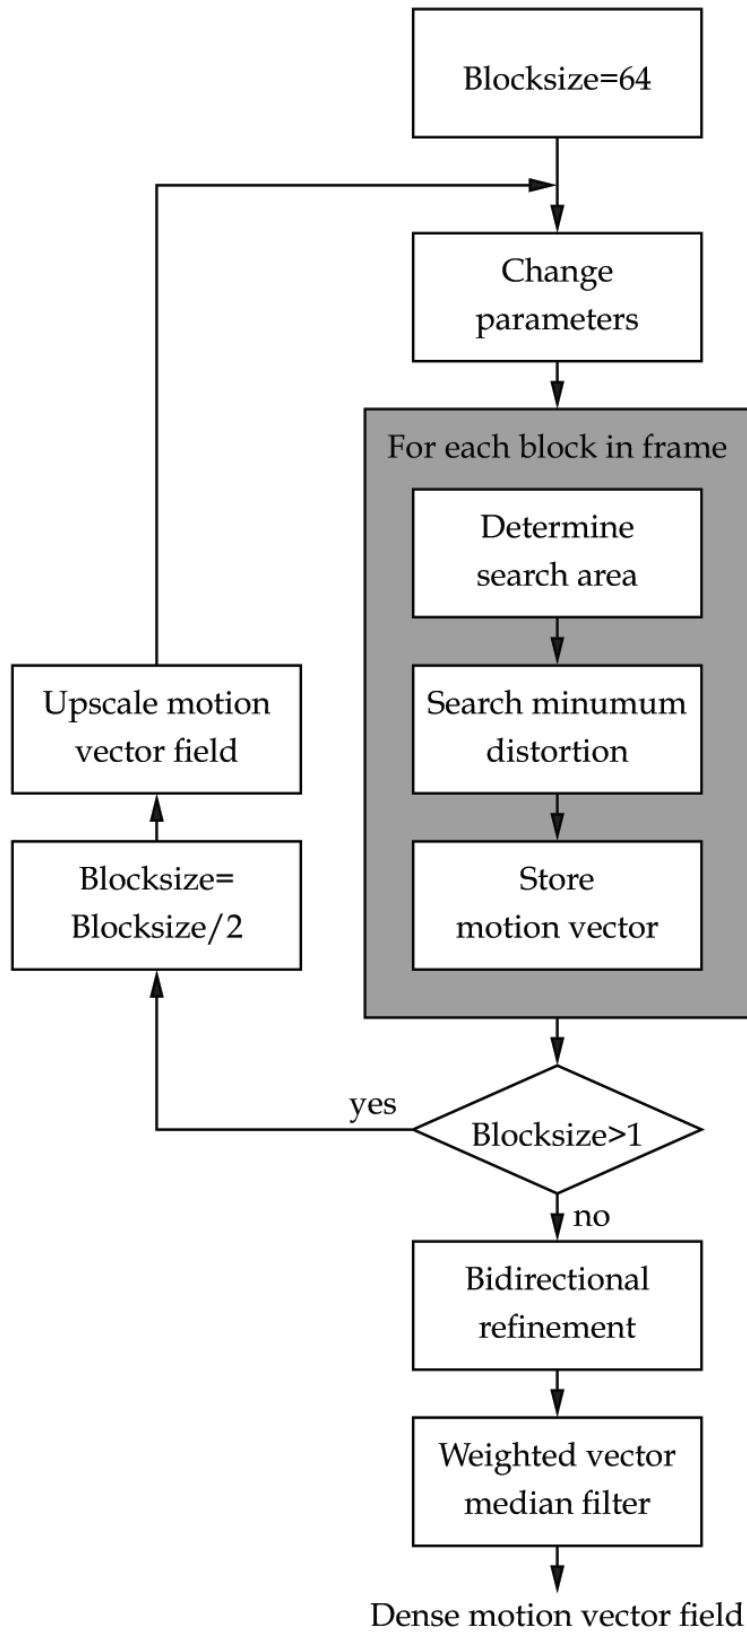 Blocksize=64
Change
parameters
For each block in frame
Determine
search area
Search minumum
distortion
Store
motion vector
Upscale motion
vector field
Blocksize=
Blocksize/2
yes
Blocksize>1
no
Bidirectional
refinement
Weighted vector
median filter
Dense motion vector field